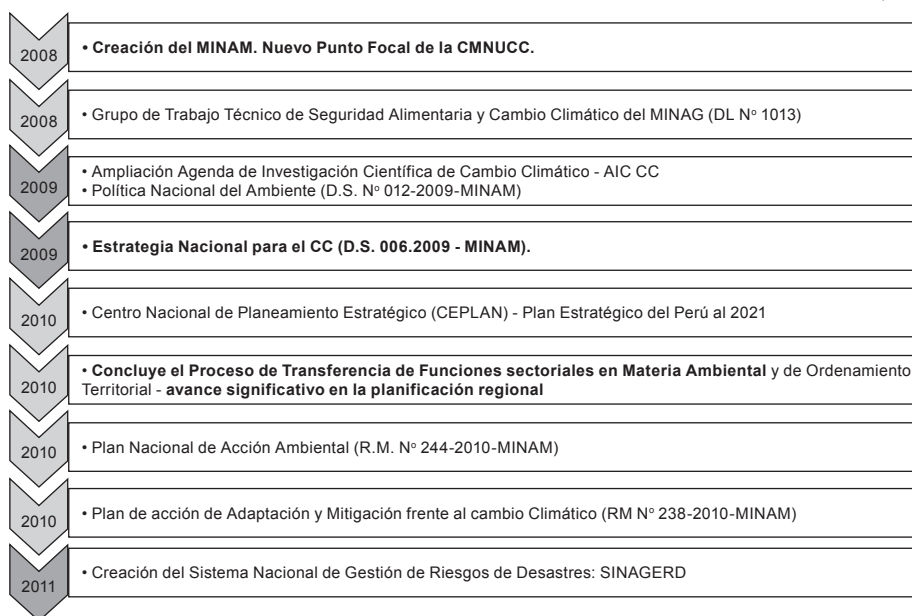 2008
• Creación del MINAM. Nuevo Punto Focal de la CMNUCC.
2008
• Grupo de Trabajo Técnico de Seguridad Alimentaria y Cambio Climático del MINAG (DL Nº 1013)
2009
• Ampliación Agenda de Investigación Científica de Cambio Climático - AIC CC
• Política Nacional del Ambiente (D.S. Nº 012-2009-MINAM)
2009
• Estrategia Nacional para el CC (D.S. 006.2009 - MINAM).
2010
• Centro Nacional de Planeamiento Estratégico (CEPLAN) - Plan Estratégico del Perú al 2021
2010
• Concluye el Proceso de Transferencia de Funciones sectoriales en Materia Ambiental y de Ordenamiento
Territorial - avance significativo en la planificación regional
2010
• Plan Nacional de Acción Ambiental (R.M. Nº 244-2010-MINAM)
2010
• Plan de acción de Adaptación y Mitigación frente al cambio Climático (RM Nº 238-2010-MINAM)
2011
• Creación del Sistema Nacional de Gestión de Riesgos de Desastres: SINAGERD